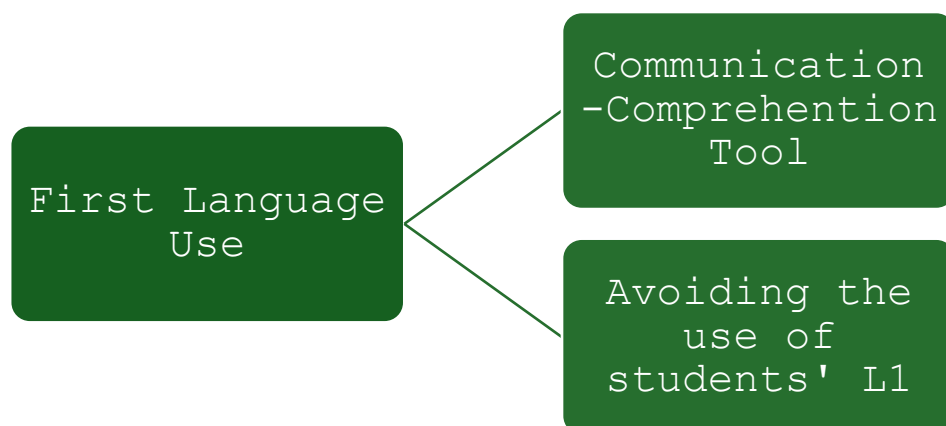 First Language
Use
Communication
-Comprehention
Tool
Avoiding the
use of
students' L1